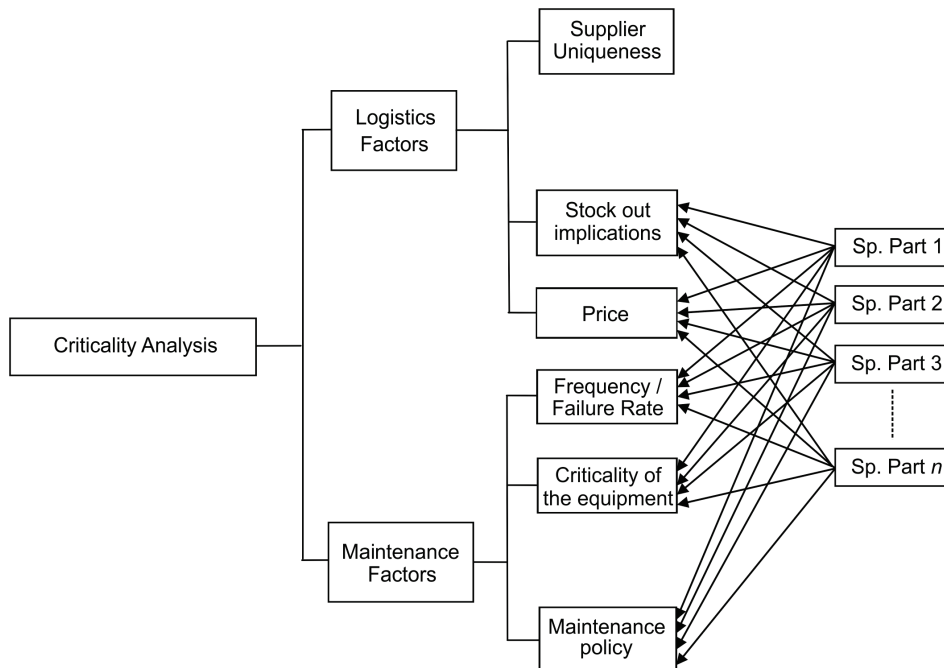 Supplier
Uniqueness
Logistics
Factors
Stock out
implications
Sp. Part 1
Sp. Part 2
Price
Criticality Analysis
Sp. Part 3
Frequency /
Failure Rate
Sp. Part n
Criticality of
the equipment
Maintenance
Factors
Maintenance
policy